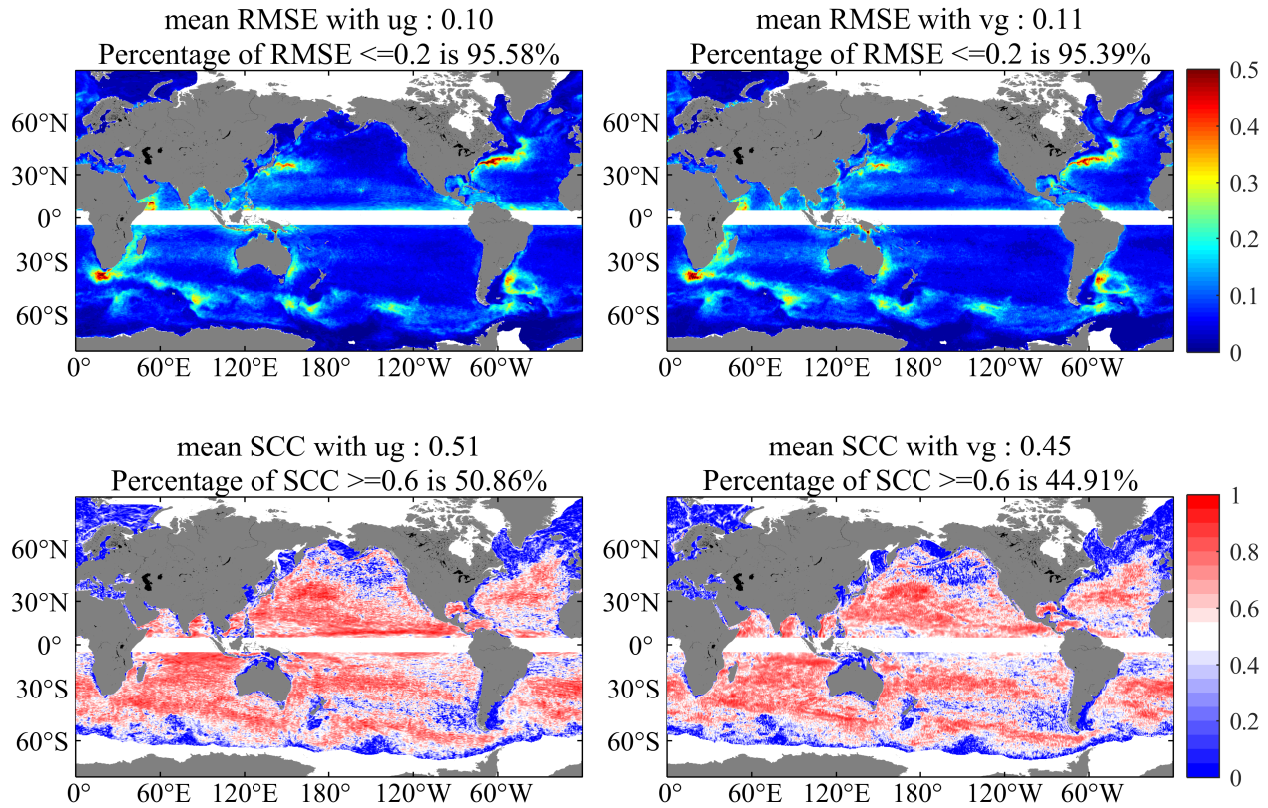 mean RMSE with ug : 0.10
Percentage of RMSE <=0.2 is 95.58%
mean RMSE with vg : 0.11
Percentage of RMSE <=0.2 is 95.39%
60°N
30°N
0°
30°S
60°S
0°
60°E
120°E
180°
120°W
60°W
60°N
30°N
0°
30°S
60°S
0°
60°E
120°E
180°
120°W
60°W
0.5
0.4
0.3
0.2
0.1
0
mean SCC with ug : 0.51
Percentage of SCC >=0.6 is 50.86%
mean SCC with vg : 0.45
Percentage of SCC >=0.6 is 44.91%
60°N
30°N
0°
30°S
60°S
0°
60°E
120°E
180°
120°W
60°W
60°N
30°N
0°
30°S
60°S
0°
60°E
120°E
180°
120°W
60°W
1
0.8
0.6
0.4
0.2
0